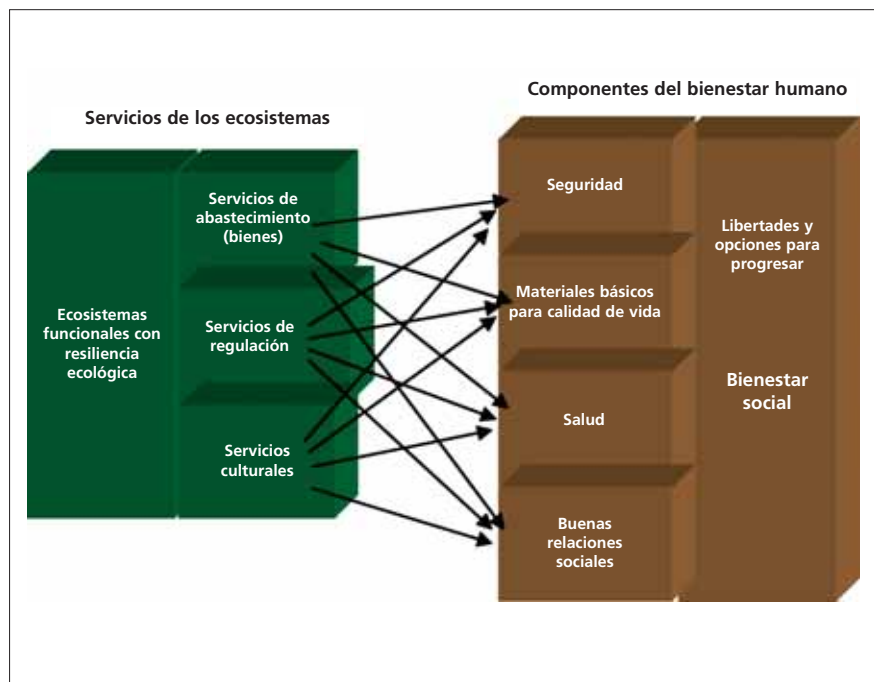 Servicios de los ecosistemas
Ecosistemas
funcionales con
resiliencia
ecológica
Servicios de
abastecimiento
(bienes)
Servicios de
regulación
Servicios
culturales
Componentes del bienestar humano
Seguridad
Materiales básicos
para calidad de vida
Salud
Buenas
relaciones
sociales
Libertades y
opciones para
progresar
Bienestar
social